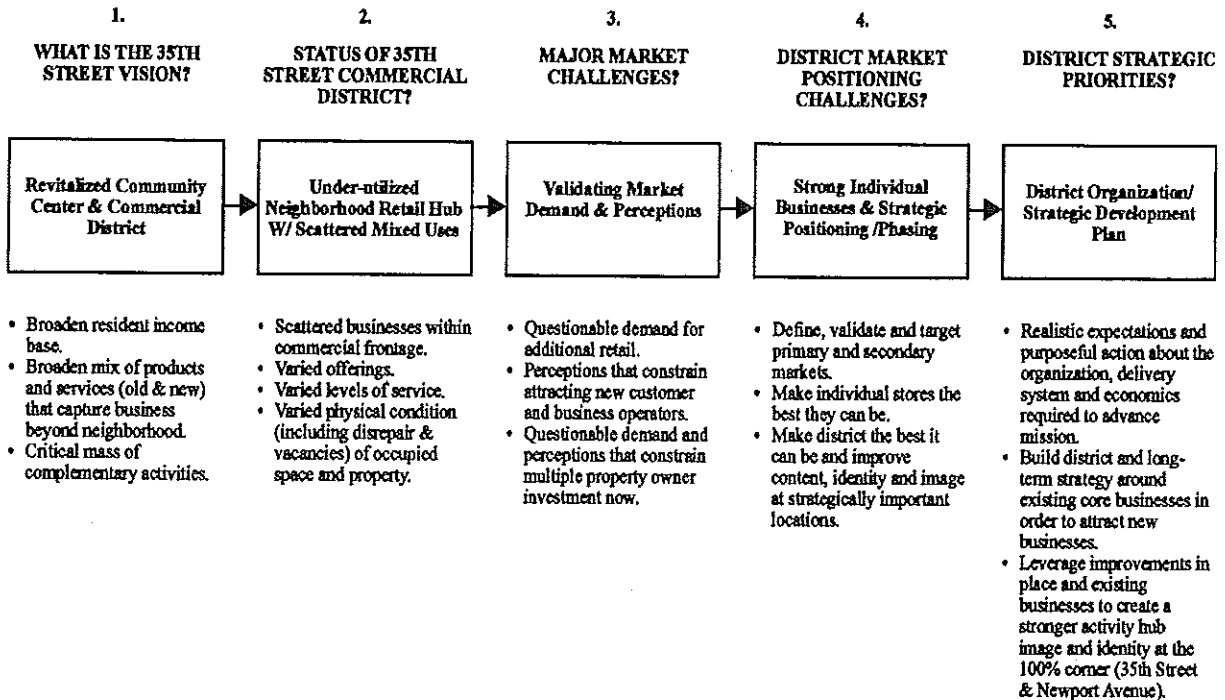 1.
WHAT IS THE 35TH
STREET VISION?
Revitalized Community
Center & Commercial
District
• Broaden resident income
base.
• Broaden mix of products
and services (old & new)
that capture business
beyond neighborhood.
• Critical mass of
complementary activities.
2.
STATUS OF 35TH
STREET COMMERCIAL
DISTRICT?
Under-utilized
Neighborhood Retail Hub
W/ Scattered Mixed Uses
• Scattered businesses within
commercial frontage.
• Varied offerings.
• Varied levels of service.
• Varied physical condition
(including disrepair &
vacancies) of occupied
space and property.
3.
MAJOR MARKET
CHALLENGES?
Validating Market
Demand & Perceptions
• Questionable demand for
additional retail.
• Perceptions that constrain
attracting new customer
and business operators.
• Questionable demand and
perceptions that constrain
multiple property owner
investment now.
4.
DISTRICT MARKET
POSITIONING
CHALLENGES?
Strong Individual
Businesses & Strategic
Positioning /Phasing
• Define, validate and target
primary and secondary
markets.
• Make individual stores the
best they can be.
• Make district the best it
can be and improve
content, identity and image
at strategically important
locations.
5.
DISTRICT STRATEGIC
PRIORITIES?
District Organization/
Strategic Development
Plan
• Realistic expectations and
purposeful action about the
organization, delivery
system and economics
required to advance
mission.
• Build district and long-
term strategy around
existing core businesses in
order to attract new
businesses.
• Leverage improvements in
place and existing
businesses to create a
stronger activity hub
image and identity at the
100% corner (35th Street
& Newport Avenue).